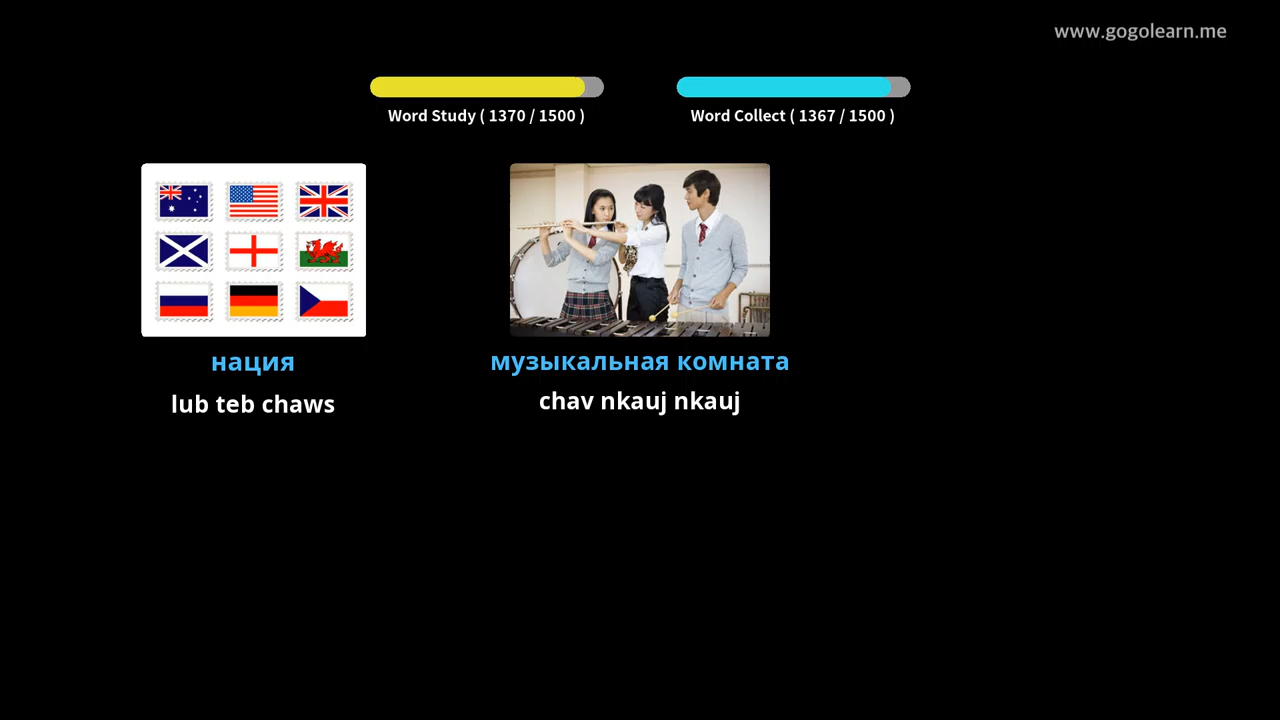 www.gogolearn.me
Word Study ( 1370 / 1500 )
Word Collect ( 1367 / 1500 )
нация
музыкальная комната
lub teb chaws
chav nkauj nkauj